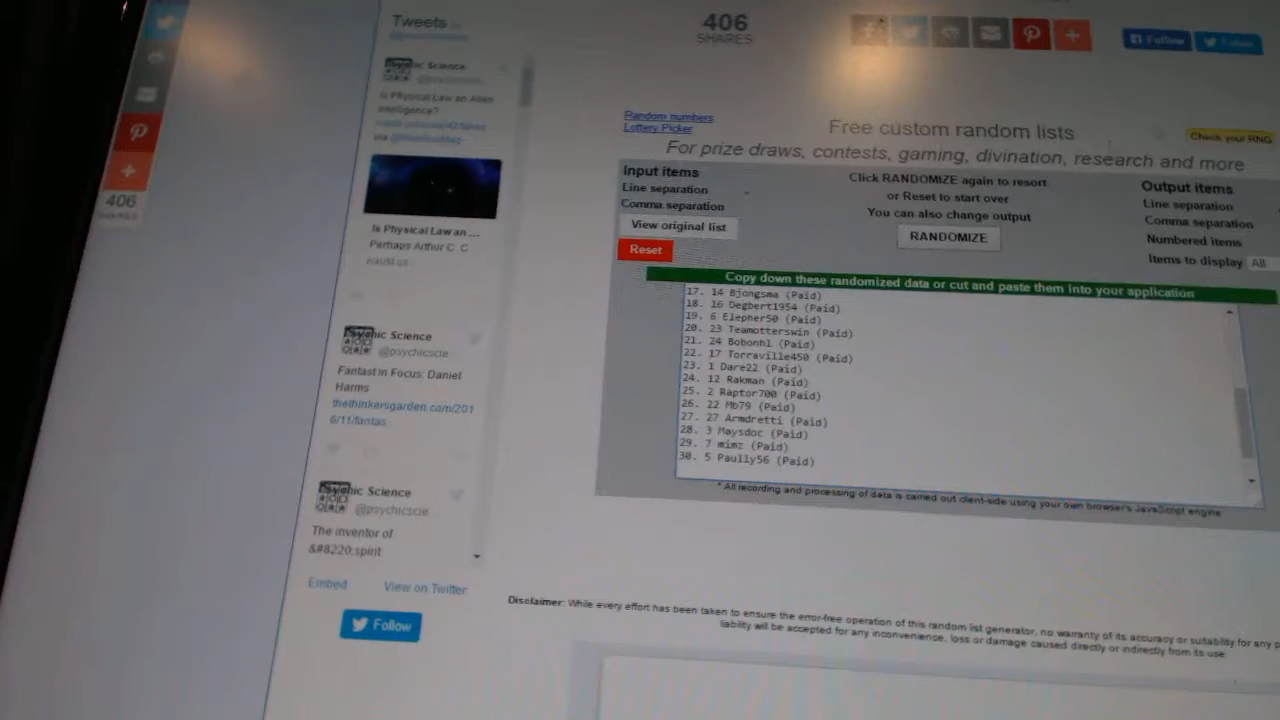 Tweets
Psychic Science
Is Physical Law an Alien
Intelligence?
via
Is Physical Law an ...
Perhaps Arthur C. C
nautil.us
Psychic Science
@psychicscie
Fantast in Focus: Daniel
Harms
thethinkersgarden.com/201
6/11/fantas
Psychic Science
@psychicscie
The inventor of
&#8220;spirit
Embed View on Twitter
Follow
406
406
SHARES
Follow
Follow
Random numbers
Lottery Picker
Free custom random lists
Check your RNG
For prize draws, contests, gaming, divination, research and more
Input items
Line separation
Comma separation
View original list
Reset
Click RANDOMIZE again to resort
or Reset to start over
You can also change output
RANDOMIZE
Output items
Line separation
Comma separation
Numbered items
Items to display All
Copy down these randomized data or cut and paste them into your application
17. 14 Bjongsma (Paid)
18. 16 Degbert1954 (Paid)
19. 6 Elepher50 (Paid)
20. 23 Teamotterswin (Paid)
21. 24 Bobonhl (Paid)
22. 17 Torraville450 (Paid)
23. 1 Dare22 (Paid)
24. 12 Rakman (Paid)
25. 2 Raptor700 (Paid)
26. 22 Mb79 (Paid)
27. 27 Armdretti (Paid)
28. 3 Maysdoc (Paid)
29. 7 mimz (Paid)
30. 5 Paully56 (Paid)
* All recording and processing of data is carried out client-side using your own browser's JavaScript engine
Disclaimer: While every effort has been taken to ensure the error-free operation of this random list generator, no warranty of its accuracy or suitability for any p
liability will be accepted for any inconvenience, loss or damage caused directly or indirectly from its use.